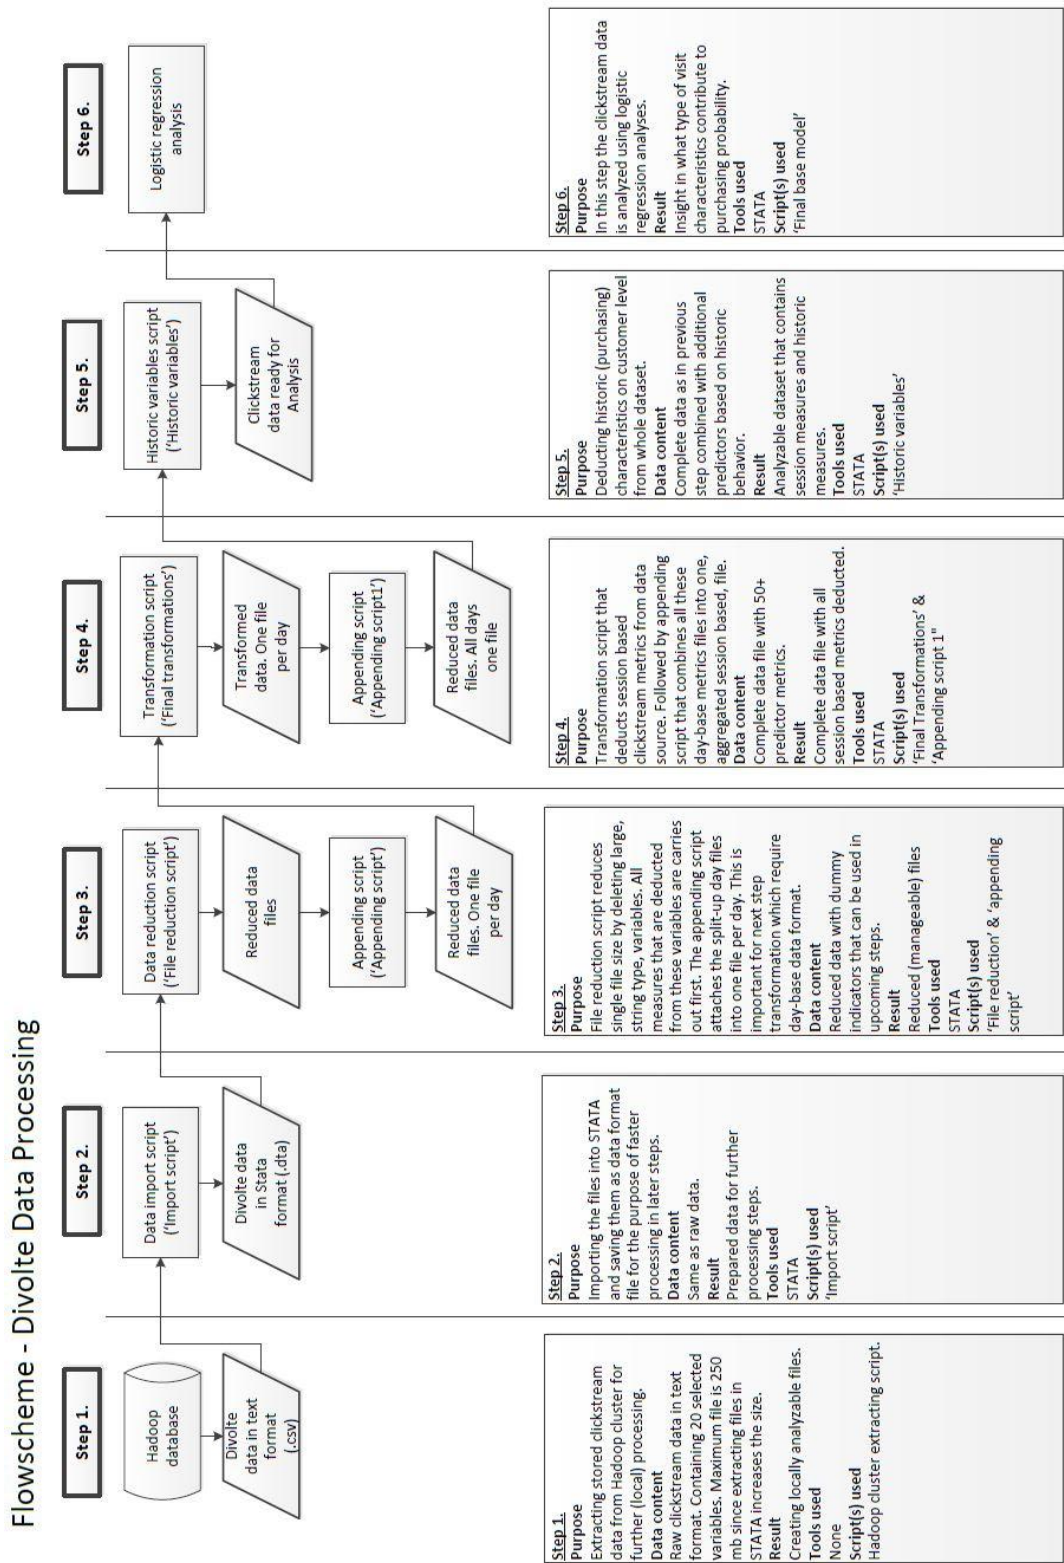 Flowscheme - Divolte Data Processing
Step 1.
Hadoop
database
Divolte
data in text
format
(.csv)
Step 1.
Purpose
Extracting stored clickstream
data from Hadoop cluster for
further (local) processing.
Data content
Raw clickstream data in text
format. Containing 20 selected
variables. Maximum file is 250
mb since extracting files in
STATA increases the size.
Result
Creating locally analyzable files.
Tools used
None
Script(s) used
Hadoop cluster extracting script.
Step 2.
Data import script
('Import script')
Divolte data
in Stata
format (.dta)
Step 2.
Purpose
Importing the files into STATA
and saving them as data format
file for the purpose of faster
processing in later steps.
Data content
Same as raw data.
Result
Prepared data for further
processing steps.
Tools used
STATA
Script(s) used
'Import script'
Step 3.
Data reduction script
('File reduction script')
Reduced data
files
Appending script
('Appending script')
Reduced data
files. One file
per day
Step 3.
Purpose
File reduction script reduces
single file size by deleting large,
string type, variables. All
measures that are deducted
from these variables are carries
out first. The appending script
attaches the split-up day files
into one file per day. This is
important for next step
transformation which require
day-base data format.
Data content
Reduced data with dummy
indicators that can be used in
upcoming steps.
Result
Reduced (manageable) files
Tools used
STATA
Script(s) used
'File reduction' & 'appending
script'
Step 4.
Transformation script
('Final transformations')
Transformed
data. One file
per day
Appending script
('Appending script1')
Reduced data
files. All days
one file
Step 4.
Purpose
Transformation script that
deducts session based
clickstream metrics from data
source. Followed by appending
script that combines all these
day-base metrics files into one,
aggregated session based, file.
Data content
Complete data file with 50+
predictor metrics.
Result
Complete data file with all
session based metrics deducted.
Tools used
STATA
Script(s) used
'Final Transformations' &
'Appending script 1"
Step 5.
Historic variables script
('Historic variables')
Clickstream
data ready for
Analysis
Step 5.
Purpose
Deducting historic (purchasing)
characteristics on customer level
from whole dataset.
Data content
Complete data as in previous
step combined with additional
predictors based on historic
behavior.
Result
Analyzable dataset that contains
session measures and historic
measures.
Tools used
STATA
Script(s) used
'Historic variables'
Step 6.
Logistic regression
analysis
Step 6.
Purpose
In this step the clickstream data
is analyzed using logistic
regression analyses.
Result
Insight in what type of visit
characteristics contribute to
purchasing probability.
Tools used
STATA
Script(s) used
'Final base model'